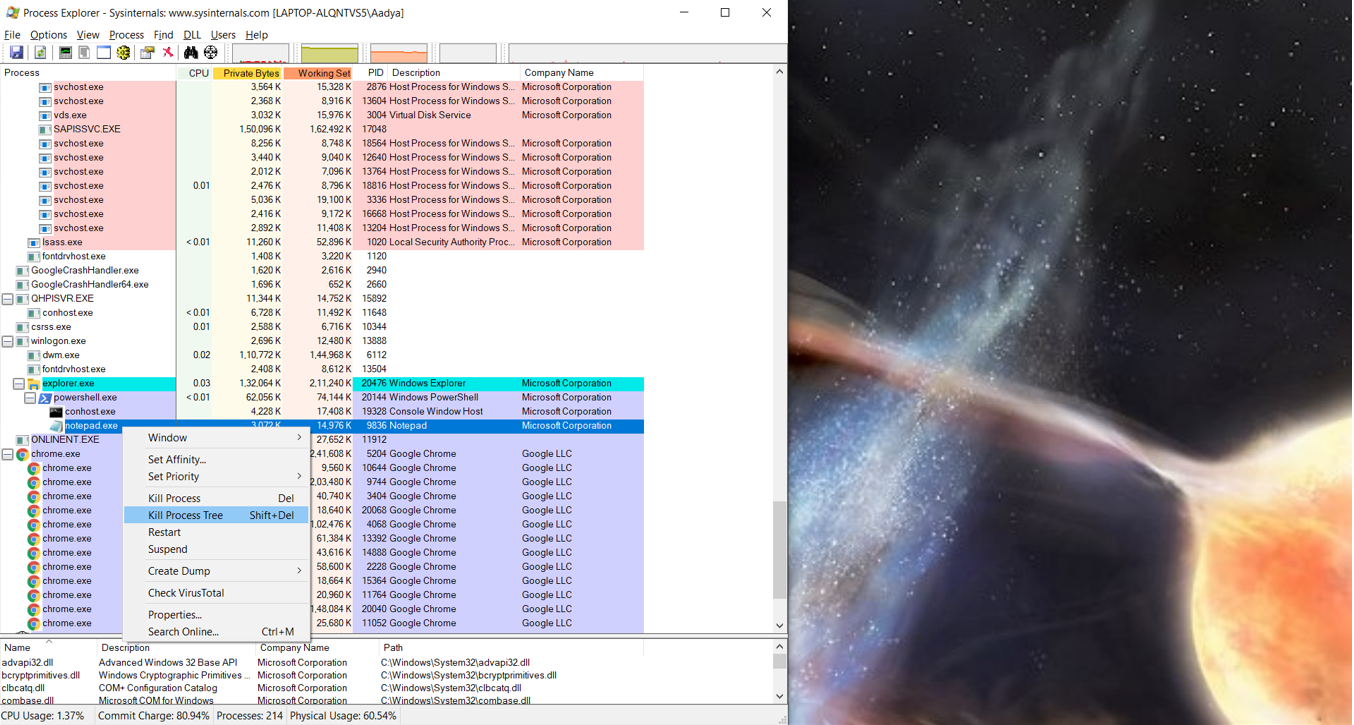 Process Explorer - Sysinternals: www.sysinternals.com [LAPTOP-ALQNTVS5\Aadya]
File Options View Process Find DLL Users Help
Process CPU Private Bytes Working Set PID Description Company Name
svchost.exe 3,564 K 15,328 K 2876 Host Process for Windows S... Microsoft Corporation
svchost.exe 2,368 K 8,916 K 13604 Host Process for Windows S... Microsoft Corporation
vds.exe 3,032 K 15,976 K 3004 Virtual Disk Service Microsoft Corporation
SAPISSVC.EXE 1,50,096 K 1,62,492 K 17048
svchost.exe 8,256 K 8,748 K 18564 Host Process for Windows S... Microsoft Corporation
svchost.exe 3,440 K 9,040 K 12640 Host Process for Windows S... Microsoft Corporation
svchost.exe 2,012 K 7,096 K 13764 Host Process for Windows S... Microsoft Corporation
svchost.exe 0.01 2,476 K 8,796 K 18816 Host Process for Windows S... Microsoft Corporation
svchost.exe 5,036 K 19,100 K 3336 Host Process for Windows S... Microsoft Corporation
svchost.exe 2,416 K 9,172 K 16668 Host Process for Windows S... Microsoft Corporation
svchost.exe 2,892 K 11,408 K 13204 Host Process for Windows S... Microsoft Corporation
lsass.exe < 0.01 11,260 K 52,896 K 1020 Local Security Authority Proc... Microsoft Corporation
fontdrvhost.exe 1,408 K 3,220 K 1120
GoogleCrashHandler.exe 1,620 K 2,616 K 2940
GoogleCrashHandler64.exe 1,696 K 652 K 2660
QHPISVR.EXE 11,344 K 14,752 K 15892
conhost.exe < 0.01 6,728 K 11,492 K 11648
csrss.exe 0.01 2,588 K 6,716 K 10344
winlogon.exe 2,696 K 12,480 K 13888
dwm.exe 0.02 1,10,772 K 1,44,968 K 6112
fontdrvhost.exe 2,408 K 8,612 K 13504
explorer.exe 0.03 1,32,064 K 2,11,240 K 20476 Windows Explorer Microsoft Corporation
powershell.exe < 0.01 62,056 K 74,144 K 20144 Windows PowerShell Microsoft Corporation
conhost.exe 4,228 K 17,408 K 19328 Console Window Host Microsoft Corporation
notepad.exe 3,072 K 14,976 K 9836 Notepad Microsoft Corporation
ONLINENT.EXE 27,652 K 11912
chrome.exe 2,41,608 K 5204 Google Chrome Google LLC
chrome.exe 9,560 K 10644 Google Chrome Google LLC
chrome.exe 2,03,480 K 9744 Google Chrome Google LLC
chrome.exe 40,740 K 3404 Google Chrome Google LLC
chrome.exe 18,640 K 20068 Google Chrome Google LLC
chrome.exe 1,02,476 K 4068 Google Chrome Google LLC
chrome.exe 61,384 K 13392 Google Chrome Google LLC
chrome.exe 43,616 K 14888 Google Chrome Google LLC
chrome.exe 58,600 K 2228 Google Chrome Google LLC
chrome.exe 18,664 K 15364 Google Chrome Google LLC
chrome.exe 20,960 K 11764 Google Chrome Google LLC
chrome.exe 1,48,084 K 20040 Google Chrome Google LLC
chrome.exe 25,680 K 11052 Google Chrome Google LLC
Window
Set Affinity...
Set Priority
Kill Process Del
Kill Process Tree Shift+Del
Restart
Suspend
Create Dump
Check VirusTotal
Properties...
Search Online... Ctrl+M
Name Description Company Name Path
advapi32.dll Advanced Windows 32 Base API Microsoft Corporation C:\Windows\System32\advapi32.dll
bcryptprimitives.dll Windows Cryptographic Primitives ... Microsoft Corporation C:\Windows\System32\bcryptprimitives.dll
clbcatq.dll COM+ Configuration Catalog Microsoft Corporation C:\Windows\System32\clbcatq.dll
combase.dll Microsoft COM for Windows Microsoft Corporation C:\Windows\System32\combase.dll
CPU Usage: 1.37% Commit Charge: 80.94% Processes: 214 Physical Usage: 60.54%